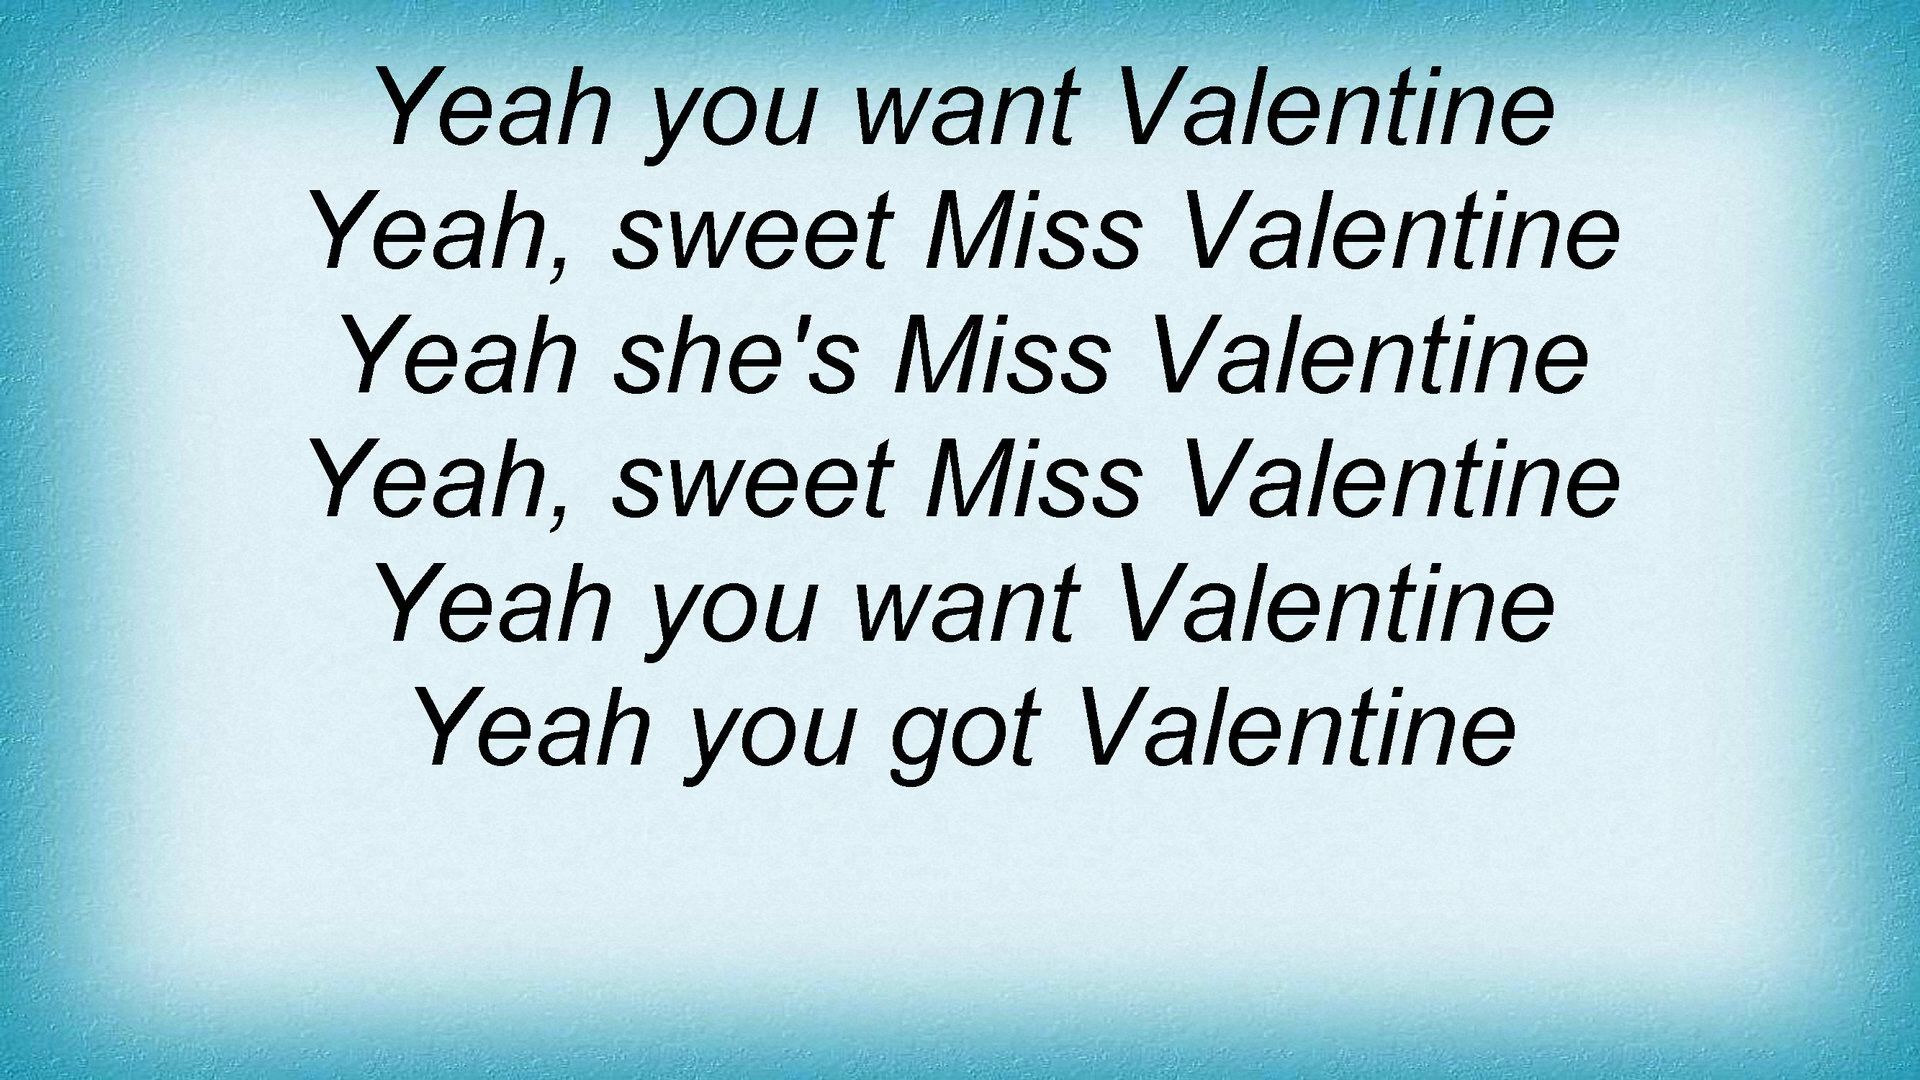 Yeah you want Valentine
Yeah, sweet Miss Valentine
Yeah she's Miss Valentine
Yeah, sweet Miss Valentine
Yeah you want Valentine
Yeah you got Valentine